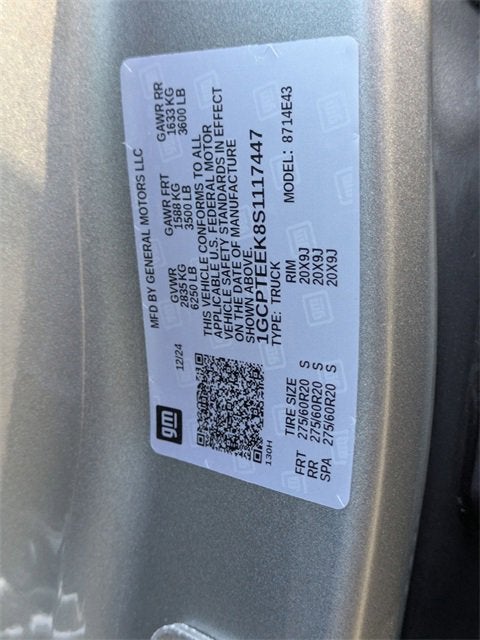 gm
MFD BY GENERAL MOTORS LLC
12/24
GVWR GAWR FRT GAWR RR
2835 KG 1588 KG 1633 KG
6250 LB 3500 LB 3600 LB
THIS VEHICLE CONFORMS TO ALL
APPLICABLE U.S. FEDERAL MOTOR
VEHICLE SAFETY STANDARDS IN EFFECT
ON THE DATE OF MANUFACTURE
SHOWN ABOVE.
1GCPTEEK8S1117447
TYPE: TRUCK MODEL: 8714E43
130H
TIRE SIZE RIM
FRT 275/60R20 S 20X9J
RR 275/60R20 S 20X9J
SPA 275/60R20 S 20X9J